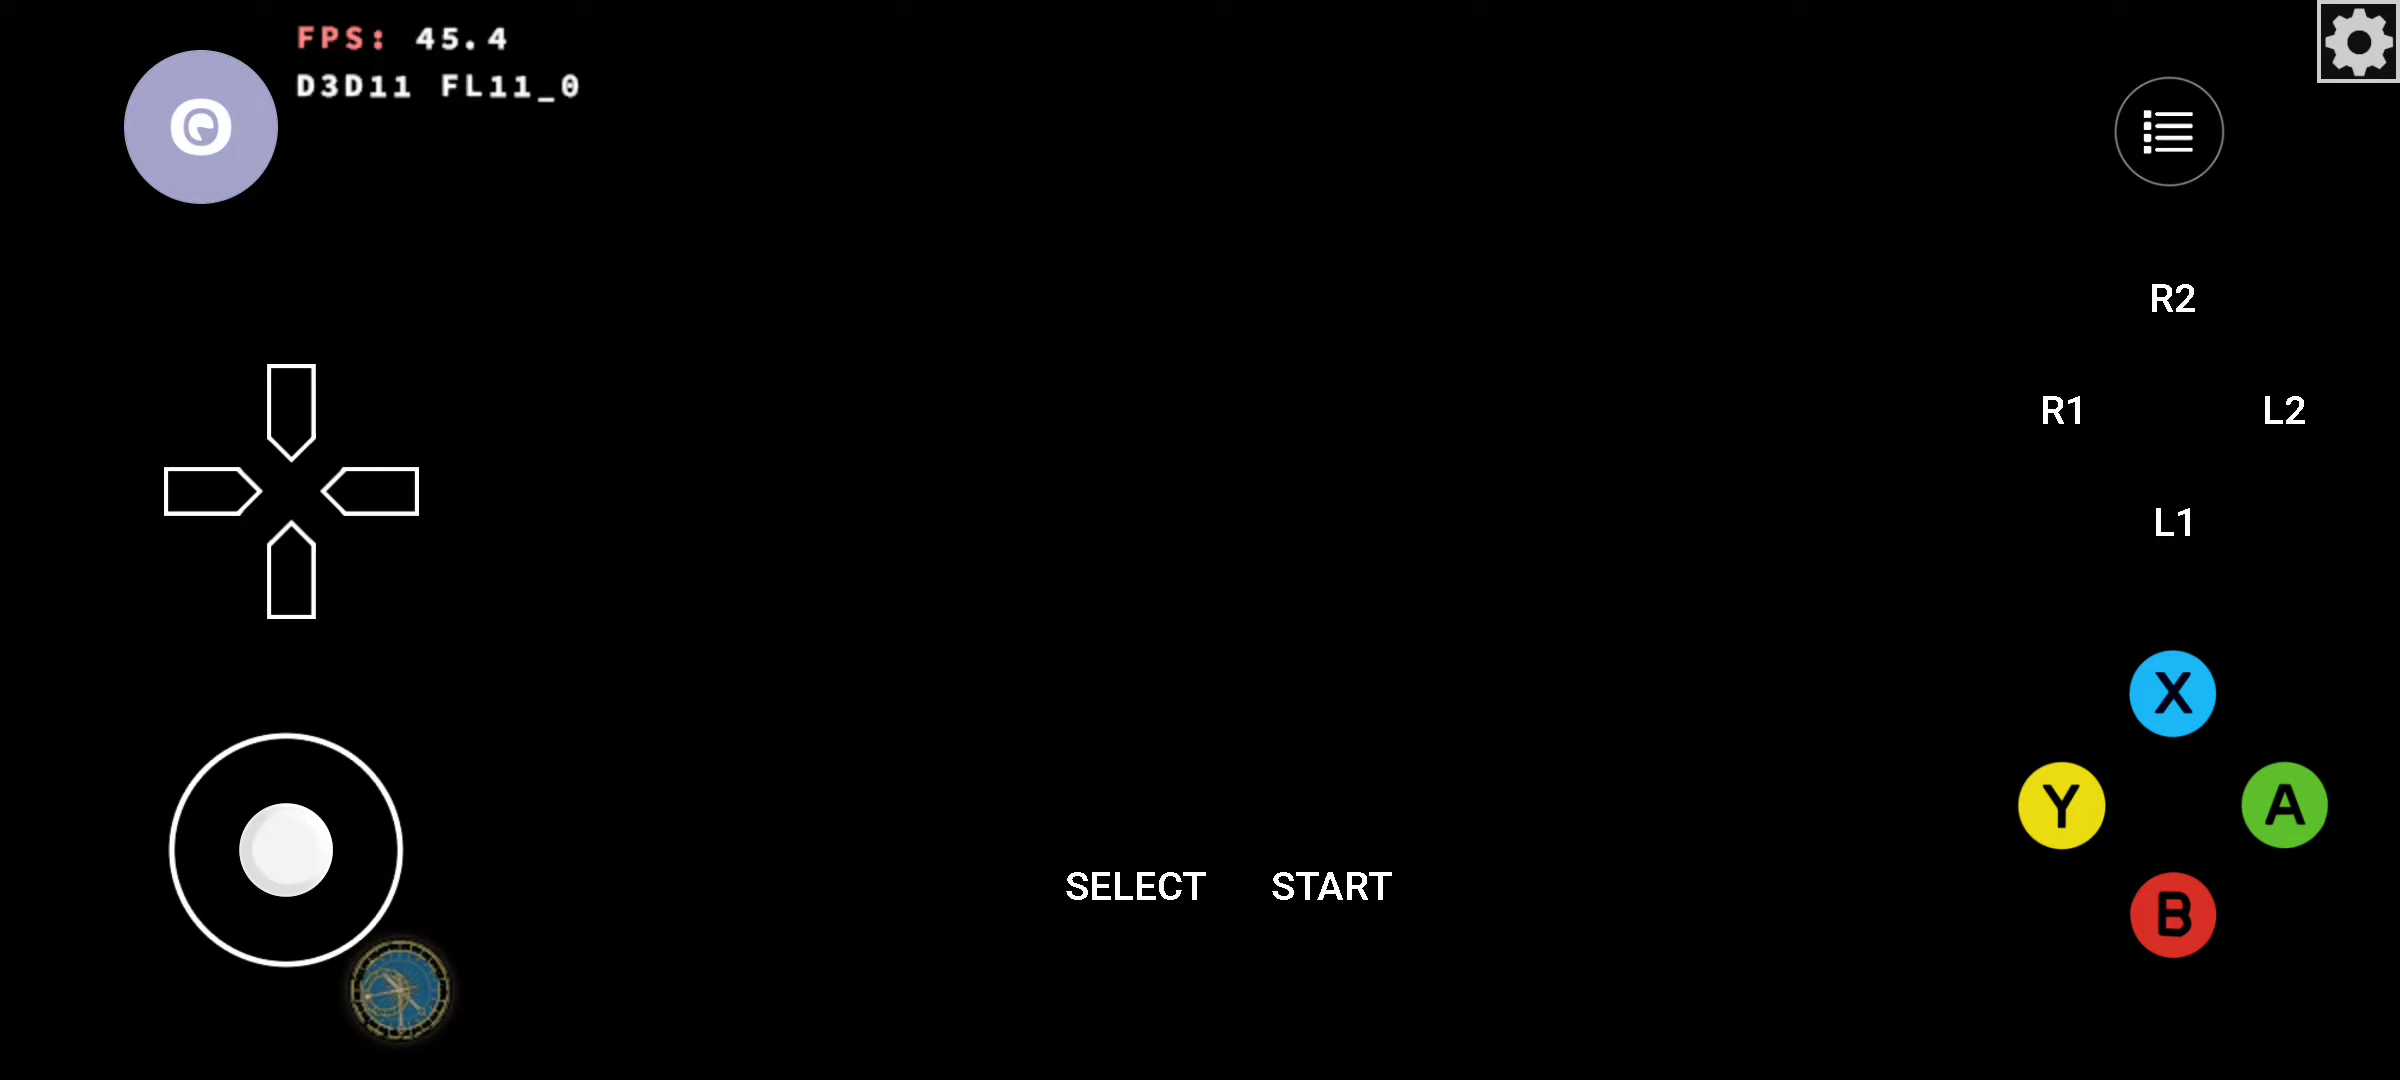 FPS: 45.4
D3D11 FL11_0
R2
R1
L2
L1
X
Y
A
B
SELECT
START